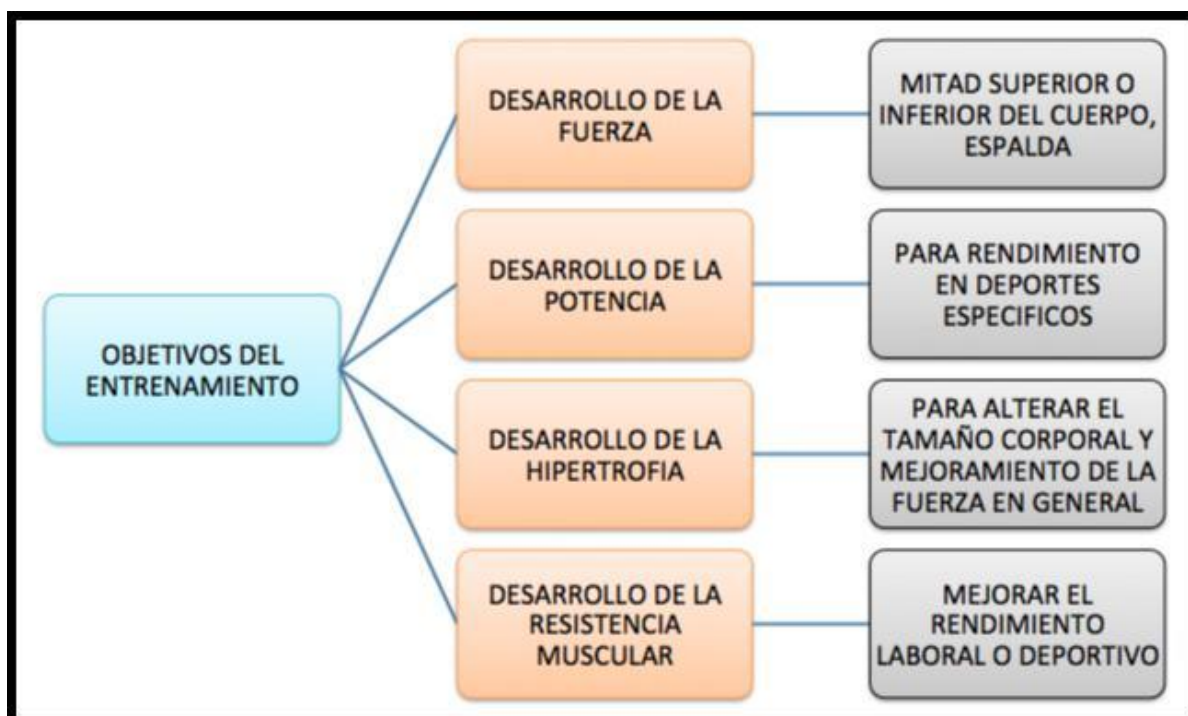 OBJETIVOS DEL
ENTRENAMIENTO
DESARROLLO DE LA
FUERZA
MITAD SUPERIOR O
INFERIOR DEL CUERPO,
ESPALDA
DESARROLLO DE LA
POTENCIA
PARA RENDIMIENTO
EN DEPORTES
ESPECIFICOS
DESARROLLO DE LA
HIPERTROFIA
PARA ALTERAR EL
TAMAÑO CORPORAL Y
MEJORAMIENTO DE LA
FUERZA EN GENERAL
DESARROLLO DE LA
RESISTENCIA
MUSCULAR
MEJORAR EL
RENDIMIENTO
LABORAL O DEPORTIVO